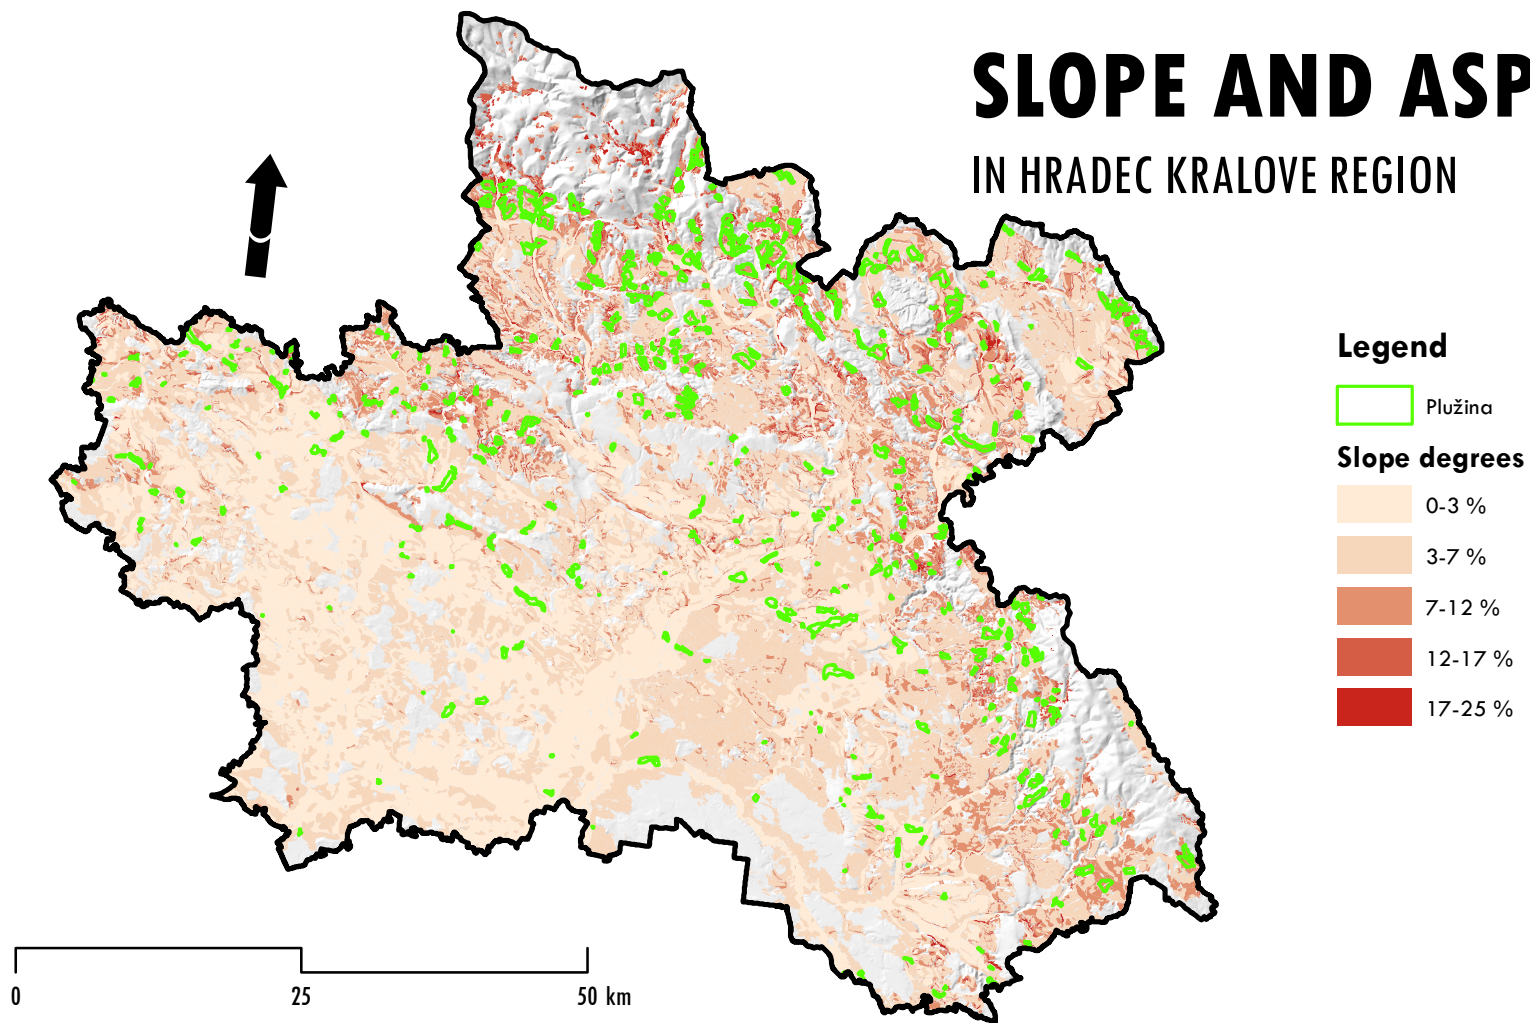 SLOPE AND ASP
IN HRADEC KRALOVE REGION
Legend
Plužina
Slope degrees
0-3 %
3-7 %
7-12 %
12-17 %
17-25 %
0 25 50 km